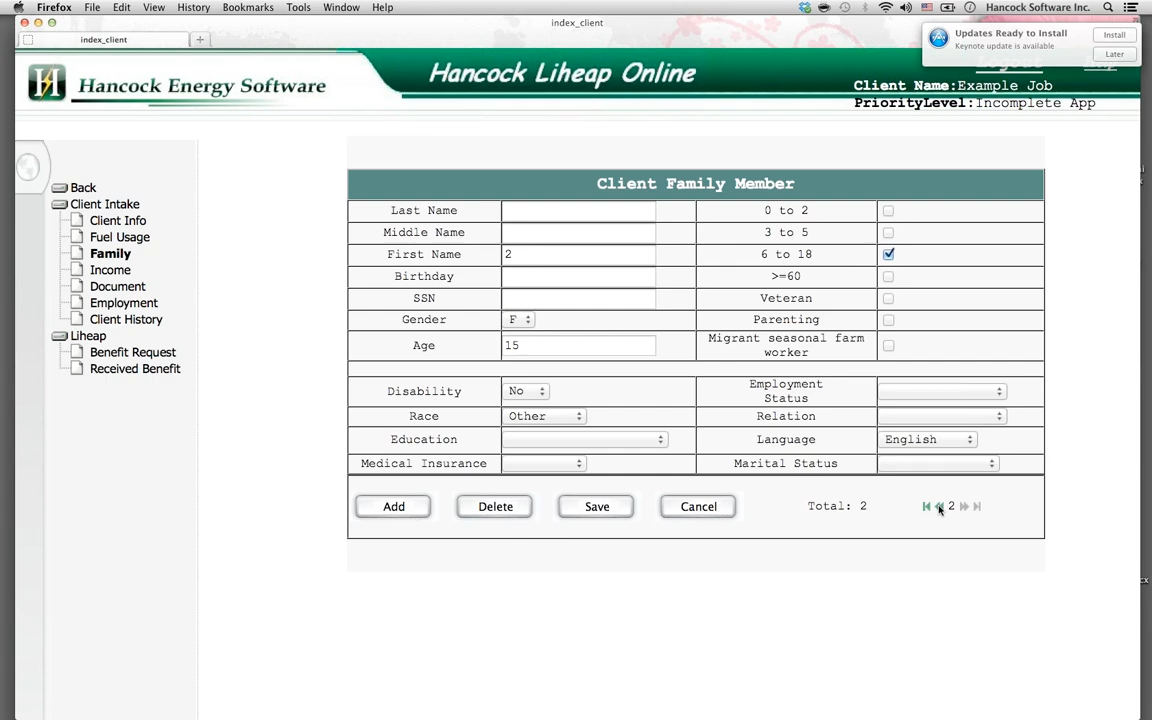 Firefox File Edit View History Bookmarks Tools Window Help Hancock Software Inc.
index_client
index_client
Updates Ready to Install
Keynote update is available
Install
Later
Hancock Energy Software
Hancock Liheap Online
Logout
Client Name:Example Job
PriorityLevel:Incomplete App
Back
Client Intake
Client Info
Fuel Usage
Family
Income
Document
Employment
Client History
Liheap
Benefit Request
Received Benefit
Client Family Member
Last Name 0 to 2
Middle Name 3 to 5
First Name 2 6 to 18
Birthday >=60
SSN Veteran
Gender F Parenting
Age 15 Migrant seasonal farm
worker
Disability No Employment
Status
Race Other Relation
Education Language English
Medical Insurance Marital Status
Add Delete Save Cancel Total: 2 2